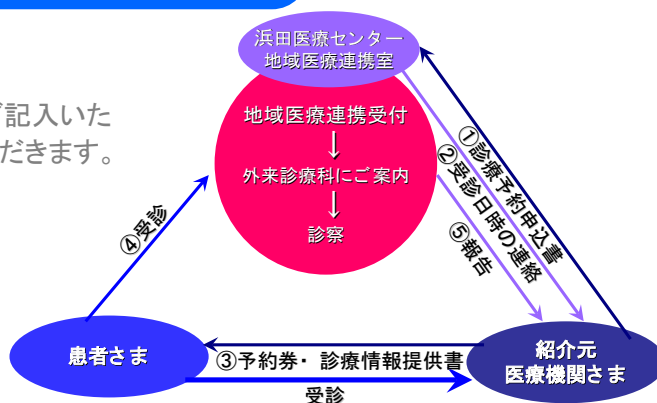 浜田医療センター
地域医療連携室
記入いた
だきます。
地域医療連携受付
↓
外来診療科にご案内
↓
診察
①診療予約申込書
②受診日時の連絡
⑤報告
④受診
患者さま
③予約券・ 診療情報提供書
受診
紹介元
医療機関さま